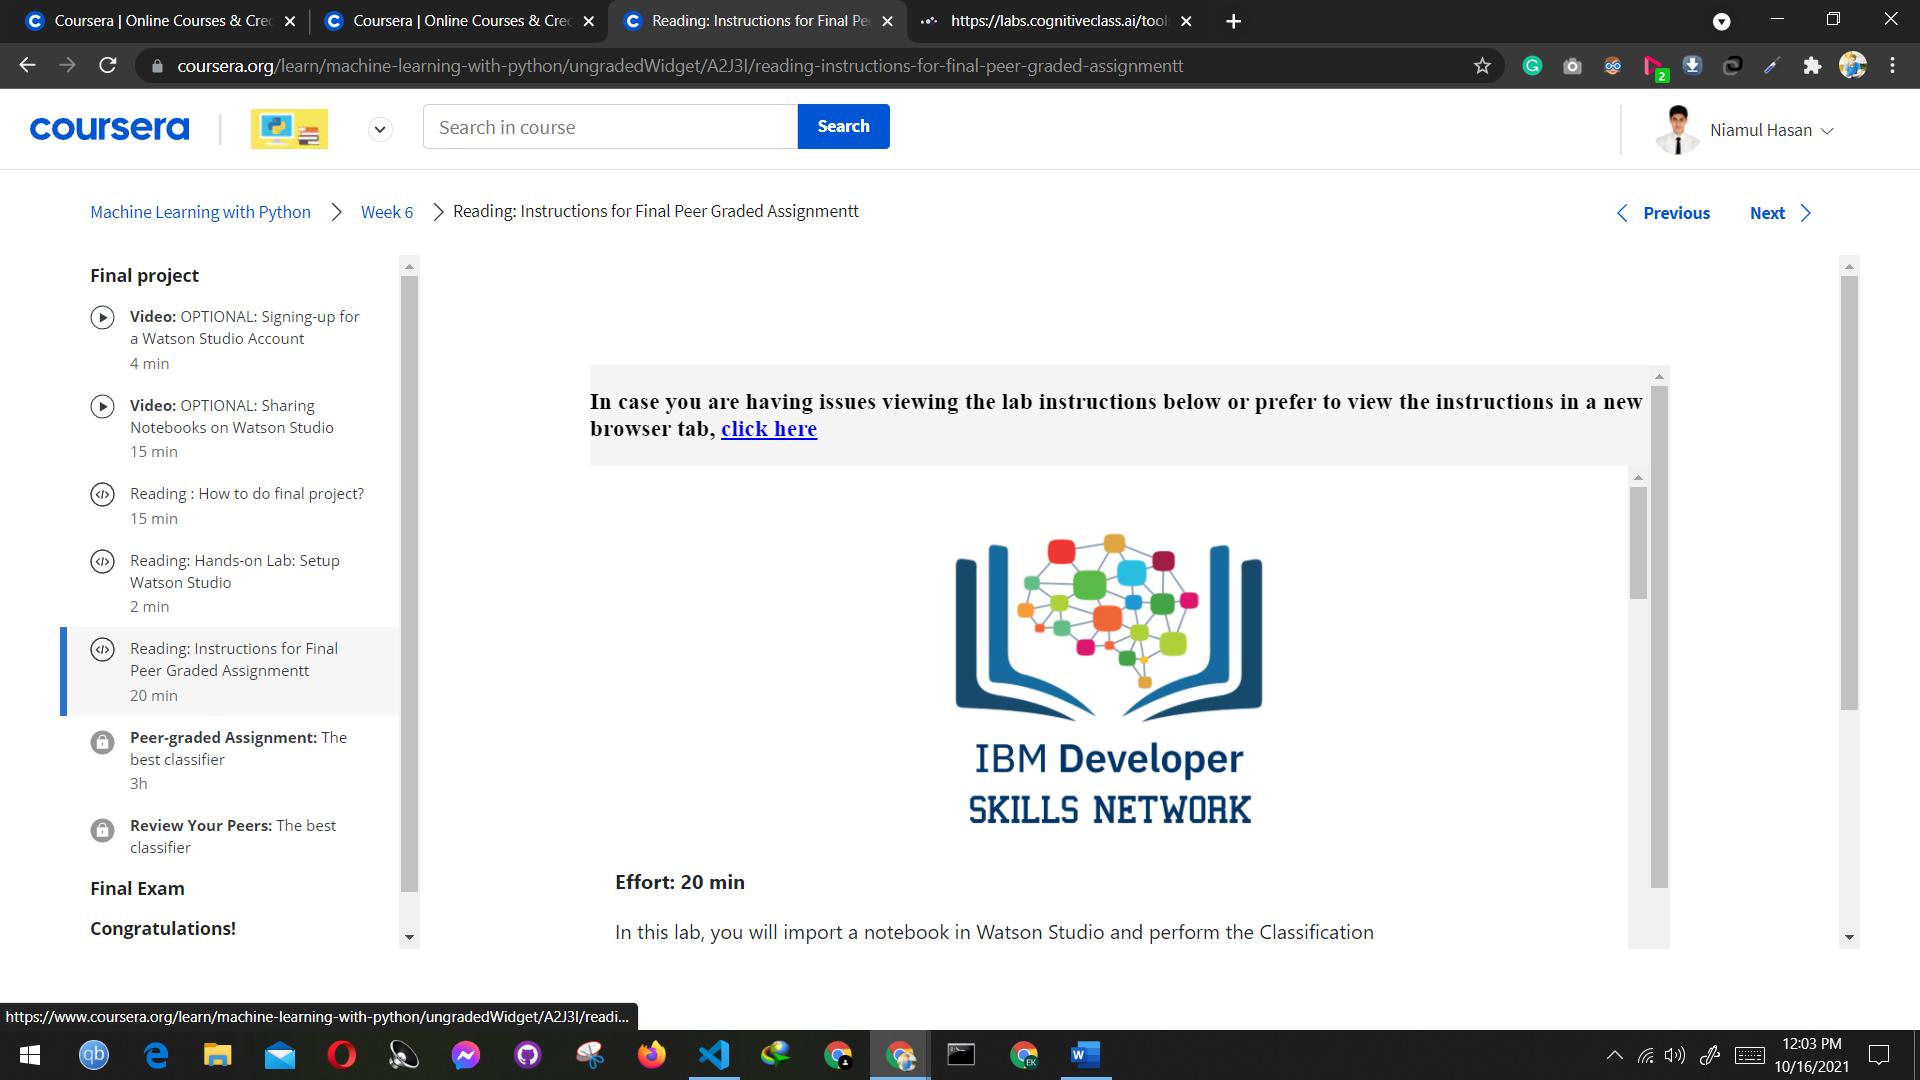 Coursera | Online Courses & Cre
Coursera | Online Courses & Cre
Reading: Instructions for Final Pe
https://labs.cognitiveclass.ai/tool
coursera.org/learn/machine-learning-with-python/ungradedWidget/A2J3I/reading-instructions-for-final-peer-graded-assignmentt
2
coursera
Search in course
Search
Niamul Hasan
Machine Learning with Python
Week 6
Reading: Instructions for Final Peer Graded Assignmentt
Previous
Next
Final project
Video: OPTIONAL: Signing-up for
a Watson Studio Account
4 min
Video: OPTIONAL: Sharing
Notebooks on Watson Studio
15 min
Reading : How to do final project?
15 min
Reading: Hands-on Lab: Setup
Watson Studio
2 min
Reading: Instructions for Final
Peer Graded Assignmentt
20 min
Peer-graded Assignment: The
best classifier
3h
Review Your Peers: The best
classifier
Final Exam
Congratulations!
In case you are having issues viewing the lab instructions below or prefer to view the instructions in a new
browser tab, click here
IBM Developer
SKILLS NETWORK
Effort: 20 min
In this lab, you will import a notebook in Watson Studio and perform the Classification
https://www.coursera.org/learn/machine-learning-with-python/ungradedWidget/A2J3I/readi...
qb
EK
W
12:03 PM
10/16/2021